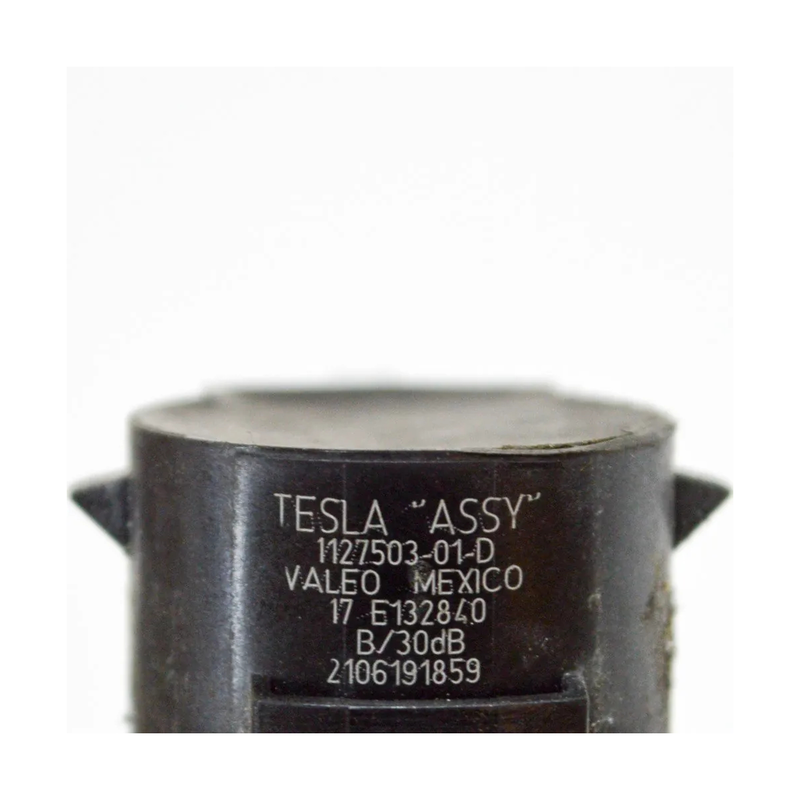 TESLA "ASSY"
1127503-01-D
VALEO MEXICO
17 E132840
B/30dB
2106191859